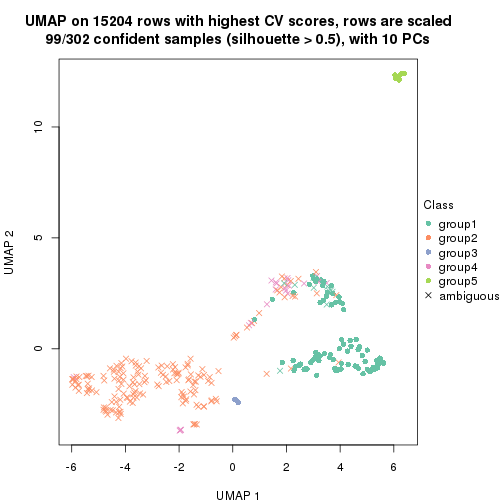 UMAP on 15204 rows with highest CV scores, rows are scaled
99/302 confident samples (silhouette > 0.5), with 10 PCs
10
5
0
UMAP 2
-6 -4 -2 0 2 4 6
UMAP 1
Class
group1
group2
group3
group4
group5
ambiguous